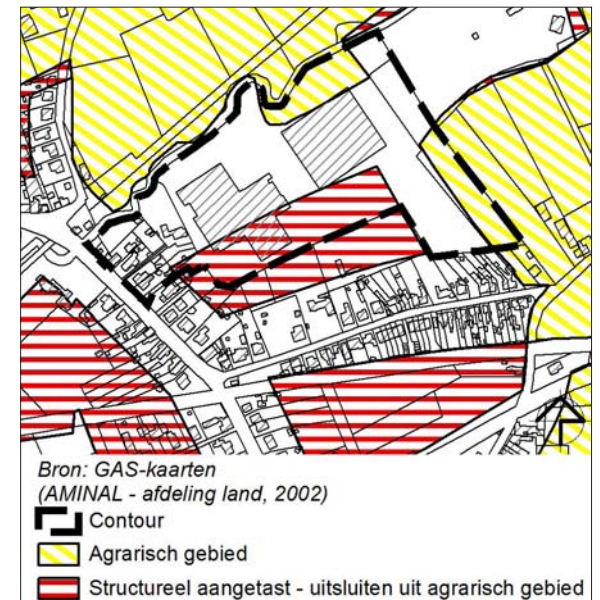 Bron: GAS-kaarten
(AMINAL - afdeling land, 2002)
Contour
Agrarisch gebied
Structureel aangetast - uitsluiten uit agrarisch gebied